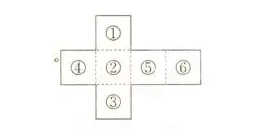 ①
④ ② ⑤ ⑥
③